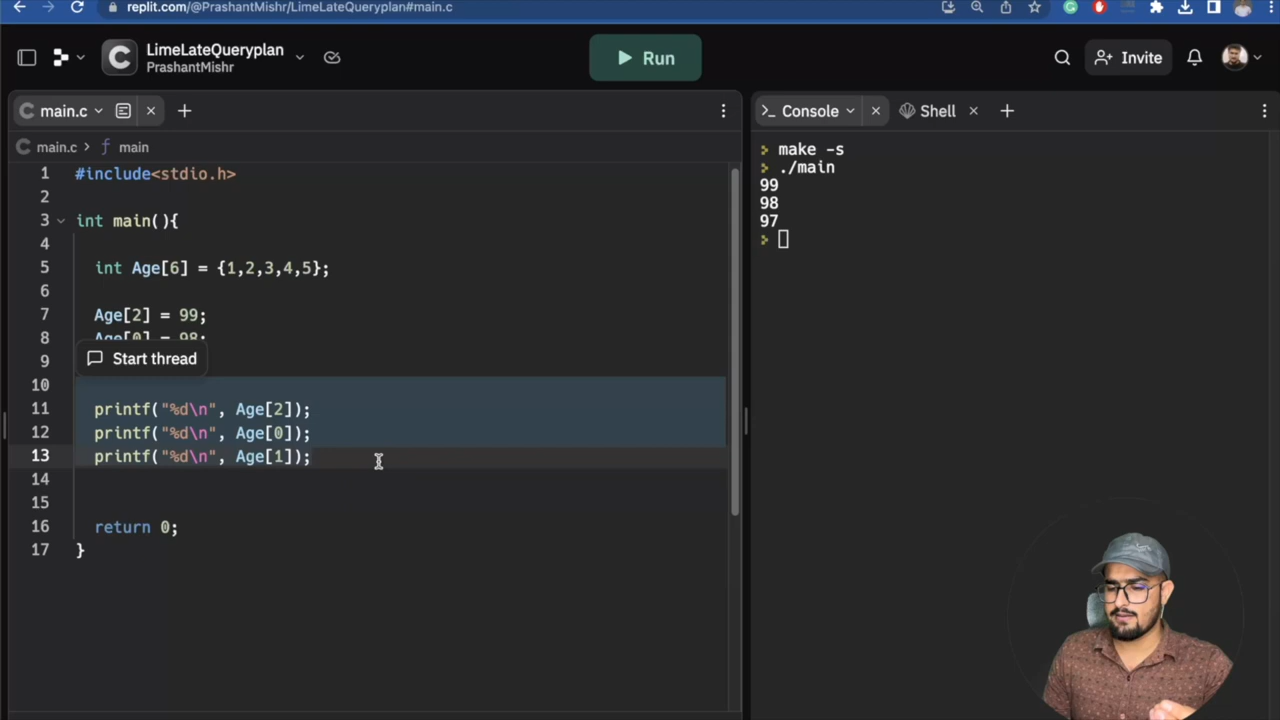 replit.com/@PrashantMishr/LimeLateQueryplan#main.c
LimeLateQueryplan
PrashantMishr
Run
Invite
main.c
Console
Shell
main.c > main
1 #include<stdio.h>
2
3 int main(){
4
5 int Age[6] = {1,2,3,4,5};
6
7 Age[2] = 99;
8 Age[0] = 98;
Start thread
9
10
11 printf("%d\n", Age[2]);
12 printf("%d\n", Age[0]);
13 printf("%d\n", Age[1]);
14
15
16 return 0;
17 }
make -s
./main
99
98
97